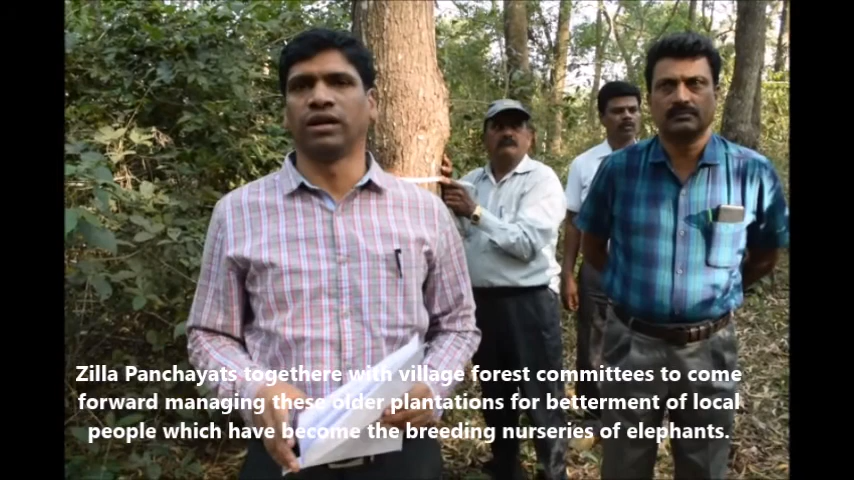 Zilla Panchayats together with village forest committees to come
forward managing these older plantations for betterment of local
people which have become the breeding nurseries of elephants.